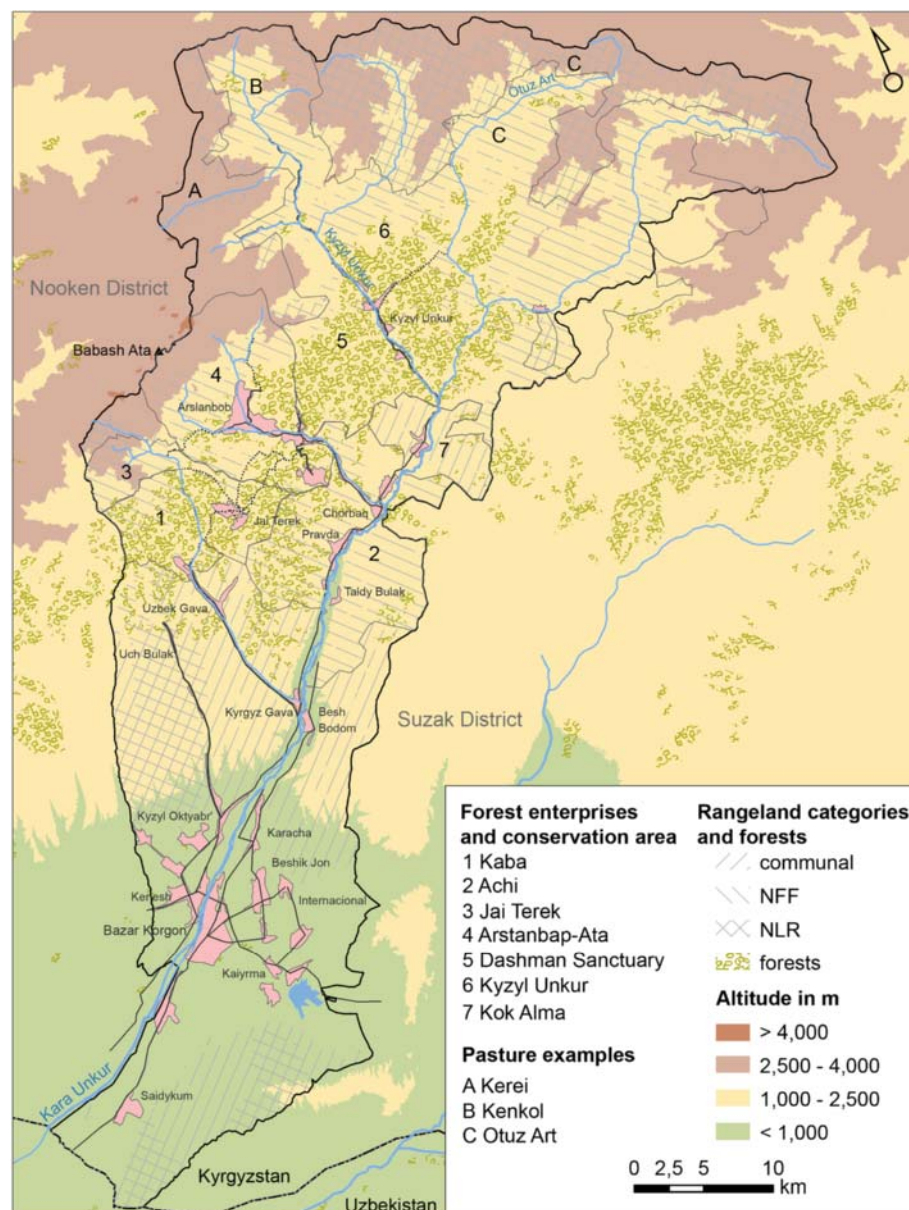 C
Otuz Art
B
C
A
6
Kyzyl Unkur
Nooken District
Kyzyl Unkur
5
Babash Ata
4
Arslanbob
7
3
1
Jai Terek
Chorbaq
Pravda
2
Uzbek Gava
Taldy Bulak
Uch Bulak
Kyrgyz Gava
Besh
Bodom
Suzak District
Kyzyl Oktyabr'
Karacha
Beshik Jon
Kenesh
Internacional
Bazar Korgon
Kaiyrma
Kara Unkur
Saidykum
Kyrgyzstan
Uzbekistan
Forest enterprises
and conservation area
1 Kaba
2 Achi
3 Jai Terek
4 Arstanbap-Ata
5 Dashman Sanctuary
6 Kyzyl Unkur
7 Kok Alma
Pasture examples
A Kerei
B Kenkol
C Otuz Art
Rangeland categories
and forests
communal
NFF
NLR
forests
Altitude in m
> 4,000
2,500 - 4,000
1,000 - 2,500
< 1,000
0 2,5 5 10
km